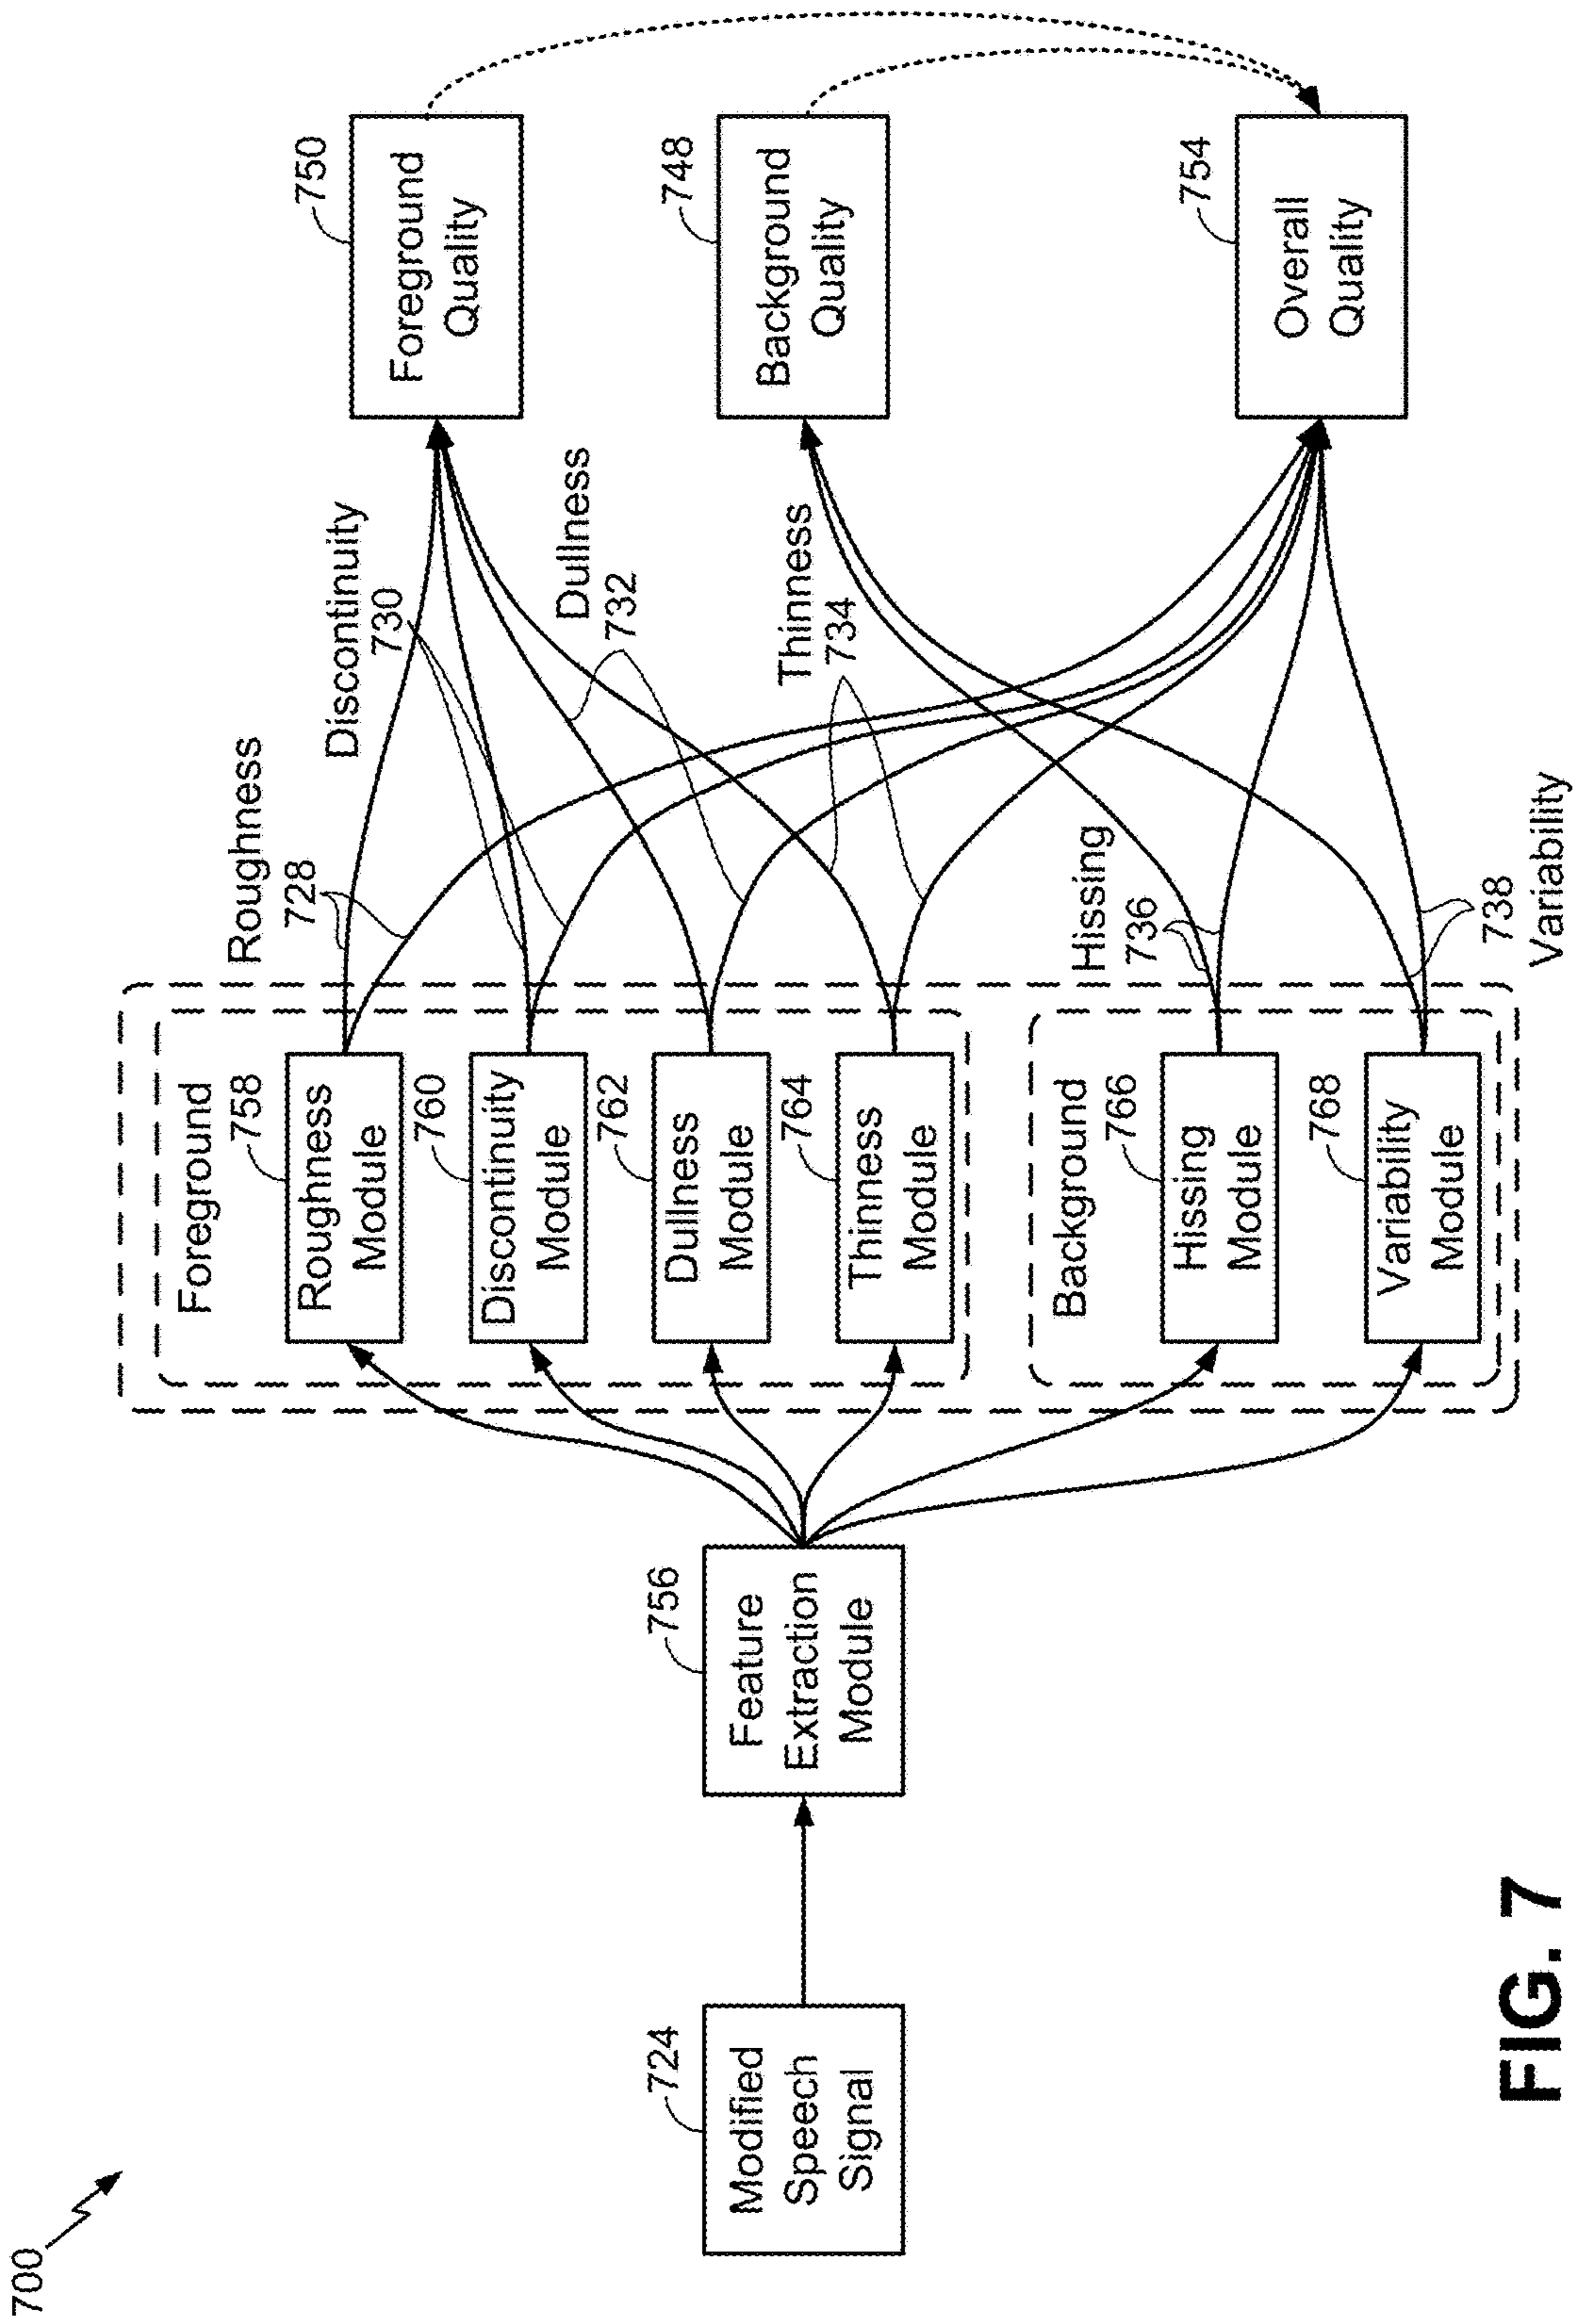 700
724
Modified
Speech
Signal
756
Feature
Extraction
Module
Foreground
758
Roughness
Module
760
Discontinuity
Module
762
Dullness
Module
764
Thinness
Module
Background
766
Hissing
Module
768
Variability
Module
Roughness
728
Discontinuity
730
Dullness
732
Thinness
734
Hissing
736
738
Variability
750
Foreground
Quality
748
Background
Quality
754
Overall
Quality
FIG. 7